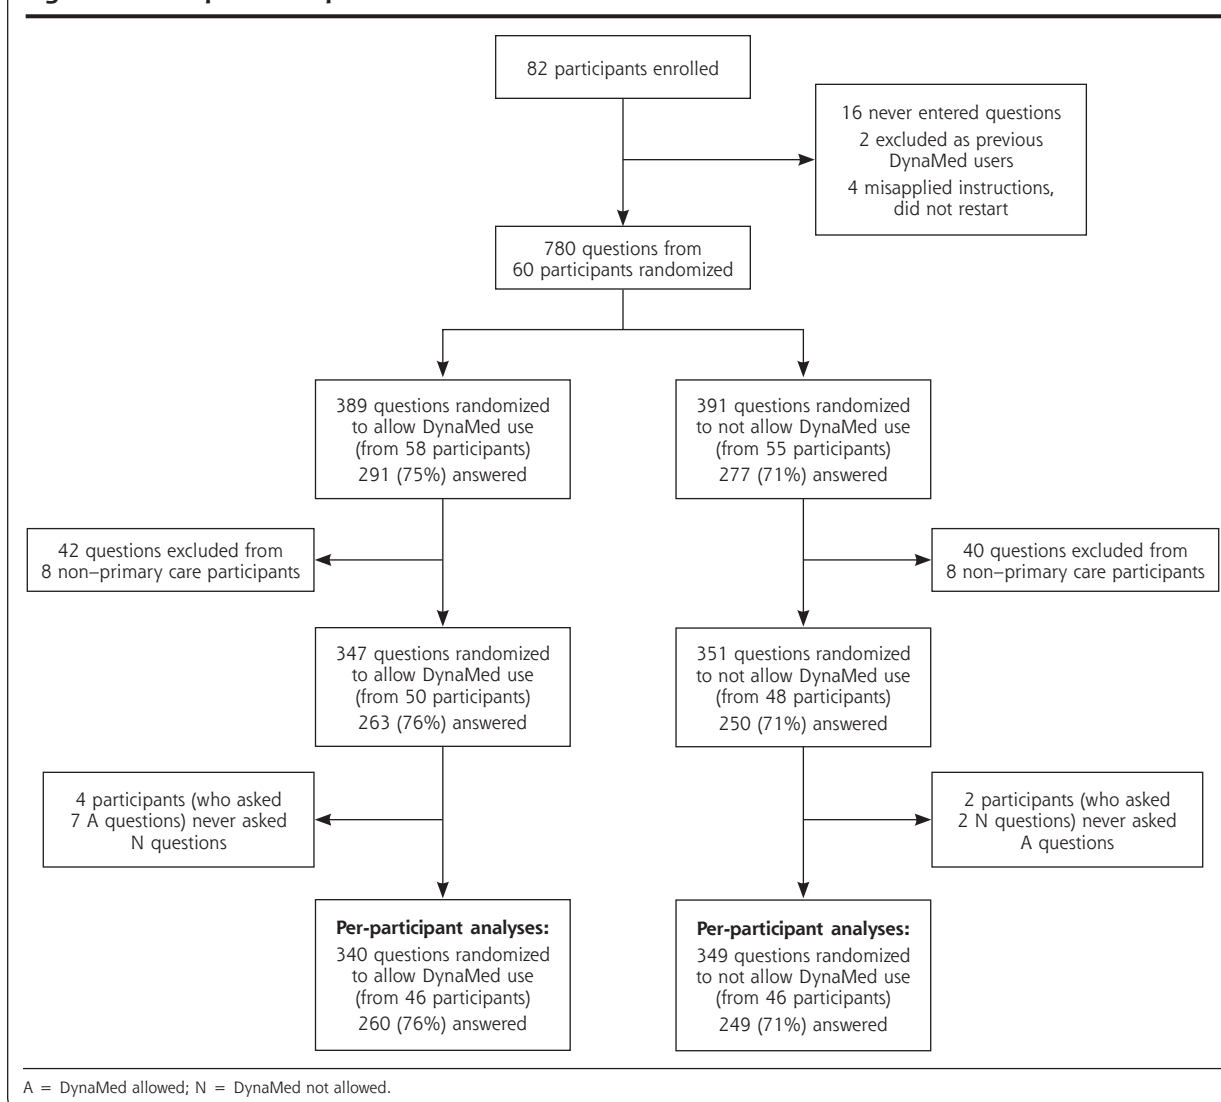 82 participants enrolled
16 never entered questions
2 excluded as previous
DynaMed users
4 misapplied instructions,
did not restart
780 questions from
60 participants randomized
389 questions randomized
to allow DynaMed use
(from 58 participants)
291 (75%) answered
391 questions randomized
to not allow DynaMed use
(from 55 participants)
277 (71%) answered
42 questions excluded from
8 non–primary care participants
40 questions excluded from
8 non–primary care participants
347 questions randomized
to allow DynaMed use
(from 50 participants)
263 (76%) answered
351 questions randomized
to not allow DynaMed use
(from 48 participants)
250 (71%) answered
4 participants (who asked
7 A questions) never asked
N questions
2 participants (who asked
2 N questions) never asked
A questions
Per-participant analyses:
340 questions randomized
to allow DynaMed use
(from 46 participants)
260 (76%) answered
Per-participant analyses:
349 questions randomized
to not allow DynaMed use
(from 46 participants)
249 (71%) answered
A = DynaMed allowed; N = DynaMed not allowed.